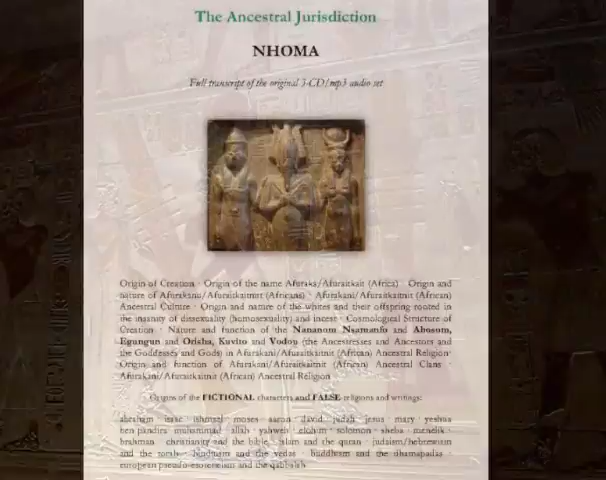 The Ancestral Jurisdiction
NHOMA
Full transcript of the original 3-CD/mp3 audio set
Origin of Creation · Origin of the name Afuraka/Afuraitkait (Africa) · Origin and
nature of Afurakanu/Afuraitkaitnut (Africans) · Afurakani/Afuraitkaitnit (African)
Ancestral Culture · Origin and nature of the whites and their offspring rooted in
the insanity of dissexuality (homosexuality) and incest · Cosmological Structure of
Creation · Nature and function of the Nananom Nsamanfo and Abosom,
Egungun and Orisha, Kuvito and Vodou (the Ancestresses and Ancestors and
the Goddesses and Gods) in Afurakani/Afuraitkaitnit (African) Ancestral Religion ·
Origin and function of Afurakani/Afuraitkaitnit (African) Ancestral Clans ·
Afurakani/Afuraitkaitnit (African) Ancestral Religion
Origins of the FICTIONAL characters and FALSE religions and writings:
abraham · isaac · ishmael · moses · aaron · david · judah · jesus · mary · yeshua
ben pandira · muhammad · allah · yahweh · elohim · solomon · sheba · menelik ·
brahman · christianity and the bible · islam and the quran · judaism/hebrewism
and the torah · hinduism and the vedas · buddhism and the dhamapadas ·
european pseudo-esotericism and the qabbalah